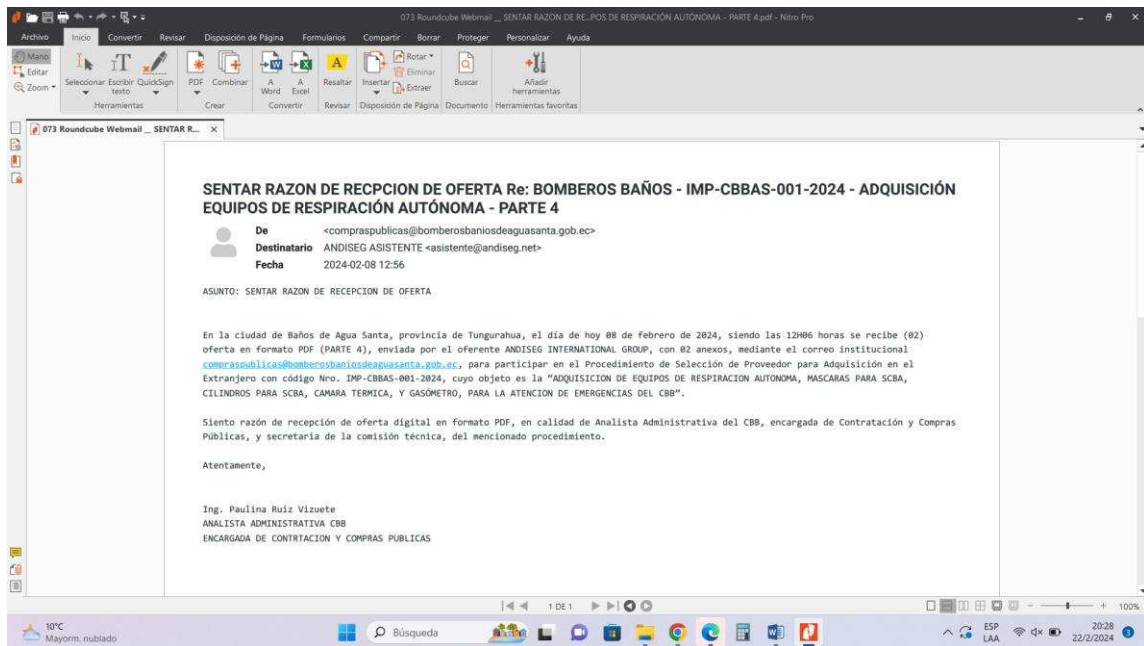 073 Roundcube Webmail __ SENTAR RAZON DE RE...POS DE RESPIRACIÓN AUTÓNOMA - PARTE 4.pdf - Nitro Pro
Archivo Inicio Convertir Revisar Disposición de Página Formularios Compartir Borrar Proteger Personalizar Ayuda
Mano
Editar
Zoom
Seleccionar Escribir texto QuickSign
PDF Combinar
A Word A Excel
Resaltar
Insertar
Rotar
Eliminar
Extraer
Buscar
Añadir herramientas
Herramientas Crear Convertir Revisar Disposición de Página Documento Herramientas favoritas
073 Roundcube Webmail __ SENTAR R... ×
SENTAR RAZON DE RECPCION DE OFERTA Re: BOMBEROS BAÑOS - IMP-CBBAS-001-2024 - ADQUISICIÓN
EQUIPOS DE RESPIRACIÓN AUTÓNOMA - PARTE 4
De <compraspublicas@bomberosbaniosdeaguasanta.gob.ec>
Destinatario ANDISEG ASISTENTE <asistente@andiseg.net>
Fecha 2024-02-08 12:56
ASUNTO: SENTAR RAZON DE RECEPCION DE OFERTA
En la ciudad de Baños de Agua Santa, provincia de Tungurahua, el día de hoy 08 de febrero de 2024, siendo las 12H06 horas se recibe (02)
oferta en formato PDF (PARTE 4), enviada por el oferente ANDISEG INTERNATIONAL GROUP, con 02 anexos, mediante el correo institucional
compraspublicas@bomberosbaniosdeaguasanta.gob.ec, para participar en el Procedimiento de Selección de Proveedor para Adquisición en el
Extranjero con código Nro. IMP-CBBAS-001-2024, cuyo objeto es la “ADQUISICION DE EQUIPOS DE RESPIRACION AUTONOMA, MASCARAS PARA SCBA,
CILINDROS PARA SCBA, CAMARA TERMICA, Y GASÓMETRO, PARA LA ATENCION DE EMERGENCIAS DEL CBB”.
Siento razón de recepción de oferta digital en formato PDF, en calidad de Analista Administrativa del CBB, encargada de Contratación y Compras
Públicas, y secretaria de la comisión técnica, del mencionado procedimiento.
Atentamente,
Ing. Paulina Ruiz Vizuete
ANALISTA ADMINISTRATIVA CBB
ENCARGADA DE CONTRTACION Y COMPRAS PUBLICAS
1 DE 1
100%
10°C
Mayorm. nublado
Búsqueda
ESP
LAA
20:28
22/2/2024